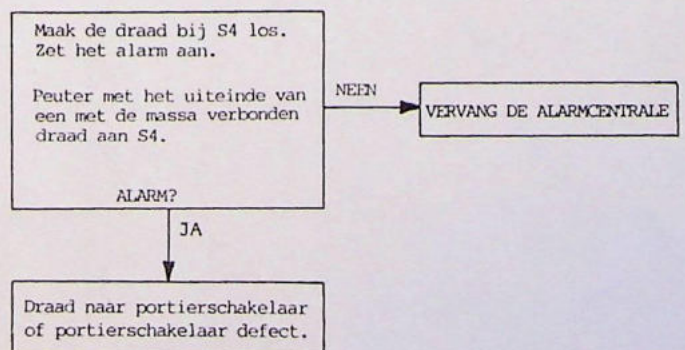 Maak de draad bij S4 los.
Zet het alarm aan.
Peuter met het uiteinde van
een met de massa verbonden
draad aan S4.
ALARM?
NEEN
VERVANG DE ALARMCENTRALE
JA
Draad naar portierschakelaar
of portierschakelaar defect.